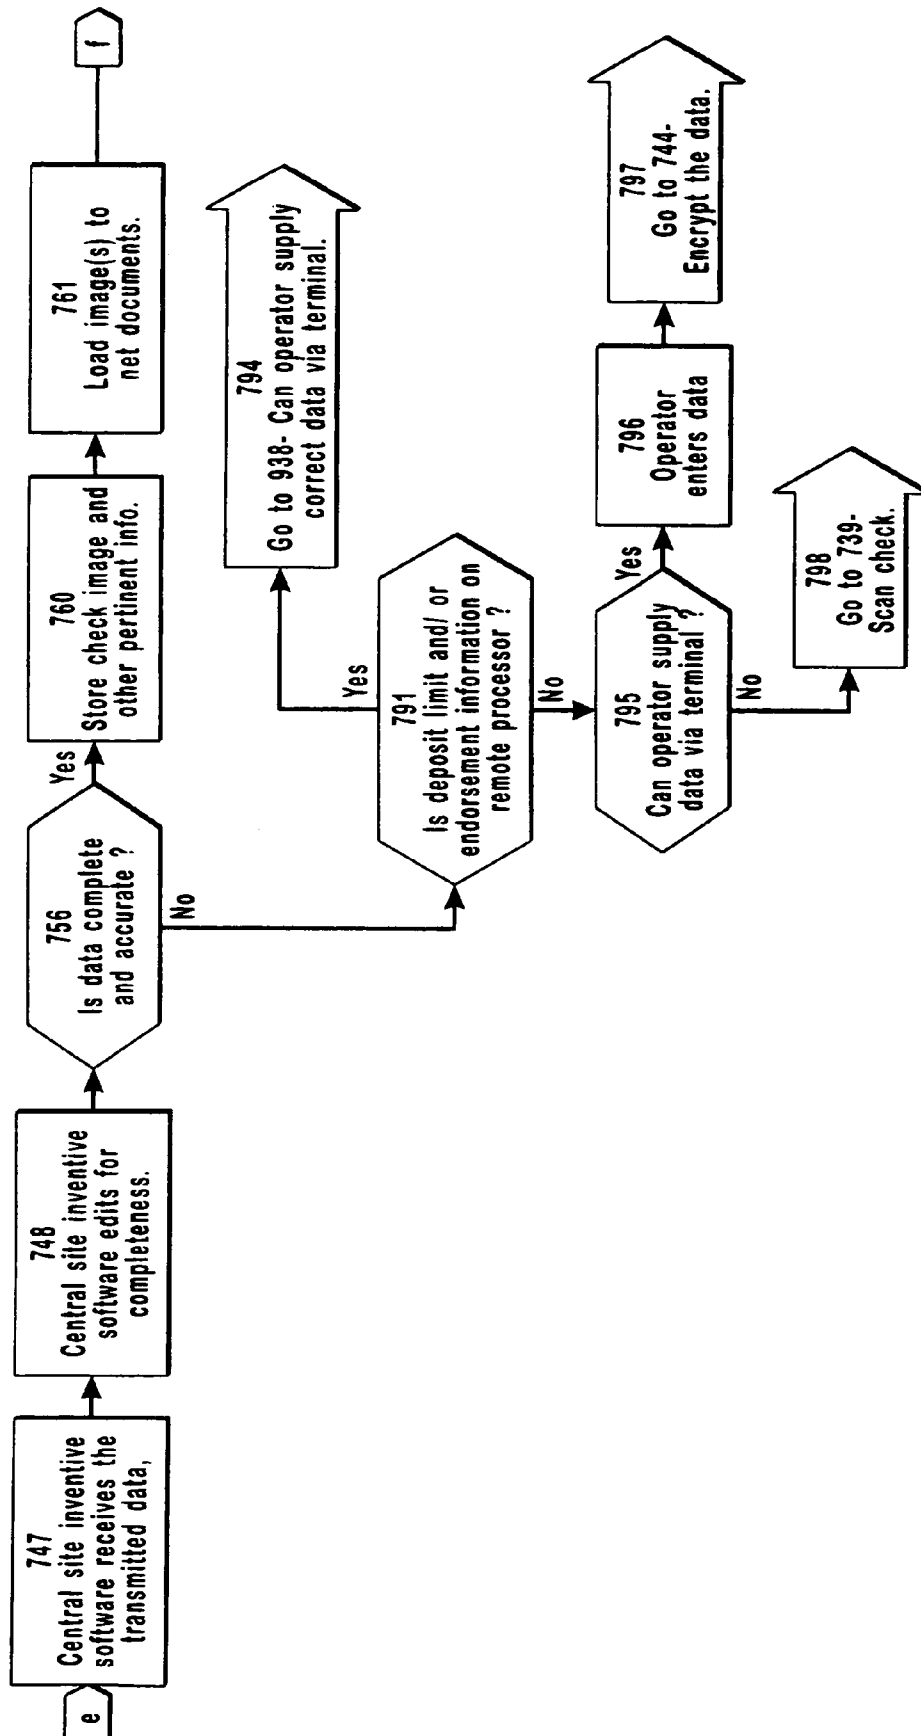 e
747
Central site inventive
software receives the
transmitted data,
748
Central site inventive
software edits for
completeness.
756
Is data complete
and accurate ?
Yes
No
760
Store check image and
other pertinent info.
761
Load image(s) to
net documents.
f
791
Is deposit limit and/ or
endorsement information on
remote processor ?
Yes
No
794
Go to 938- Can operator supply
correct data via terminal.
795
Can operator supply
data via terminal ?
Yes
No
796
Operator
enters data
797
Go to 744-
Encrypt the data.
798
Go to 739-
Scan check.